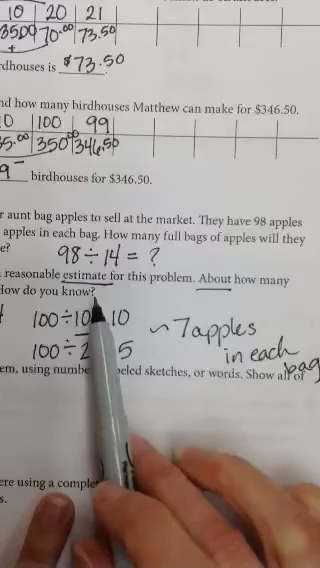 10 20 21
35.00 70.00 73.50
rdhouses is $73.50.
nd how many birdhouses Matthew can make for $346.50.
10 100 99
35.00 350.00 346.50
9 birdhouses for $346.50.
r aunt bag apples to sell at the market. They have 98 apples
apples in each bag. How many full bags of apples will they
e?
98 ÷ 14 = ?
reasonable estimate for this problem. About how many
How do you know?
100 ÷ 10 10 ~ 7 apples
in each
bag
100 ÷ 2 5
em, using numbe eled sketches, or words. Show all of
ere using a comple
s.